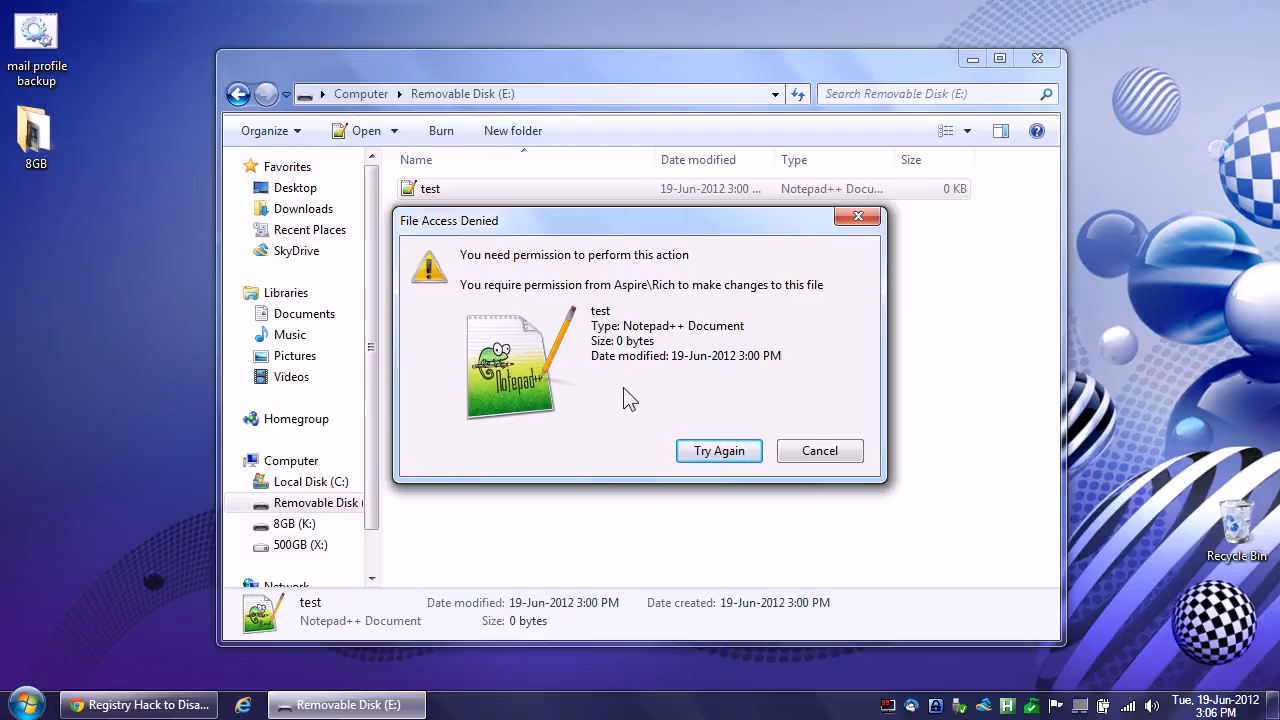 mail profile
backup
8GB
Computer
Removable Disk (E:)
Search Removable Disk (E:)
Organize
Open
Burn
New folder
Name
Date modified
Type
Size
test
19-Jun-2012 3:00 ...
Notepad++ Docu...
0 KB
Favorites
Desktop
Downloads
Recent Places
SkyDrive
Libraries
Documents
Music
Pictures
Videos
Homegroup
Computer
Local Disk (C:)
Removable Disk (
8GB (K:)
500GB (X:)
Network
File Access Denied
You need permission to perform this action
You require permission from Aspire\Rich to make changes to this file
Notepad++
test
Type: Notepad++ Document
Size: 0 bytes
Date modified: 19-Jun-2012 3:00 PM
Try Again
Cancel
test
Date modified: 19-Jun-2012 3:00 PM
Date created: 19-Jun-2012 3:00 PM
Notepad++ Document
Size: 0 bytes
Recycle Bin
Registry Hack to Disa...
Removable Disk (E:)
Tue, 19-Jun-2012
3:06 PM